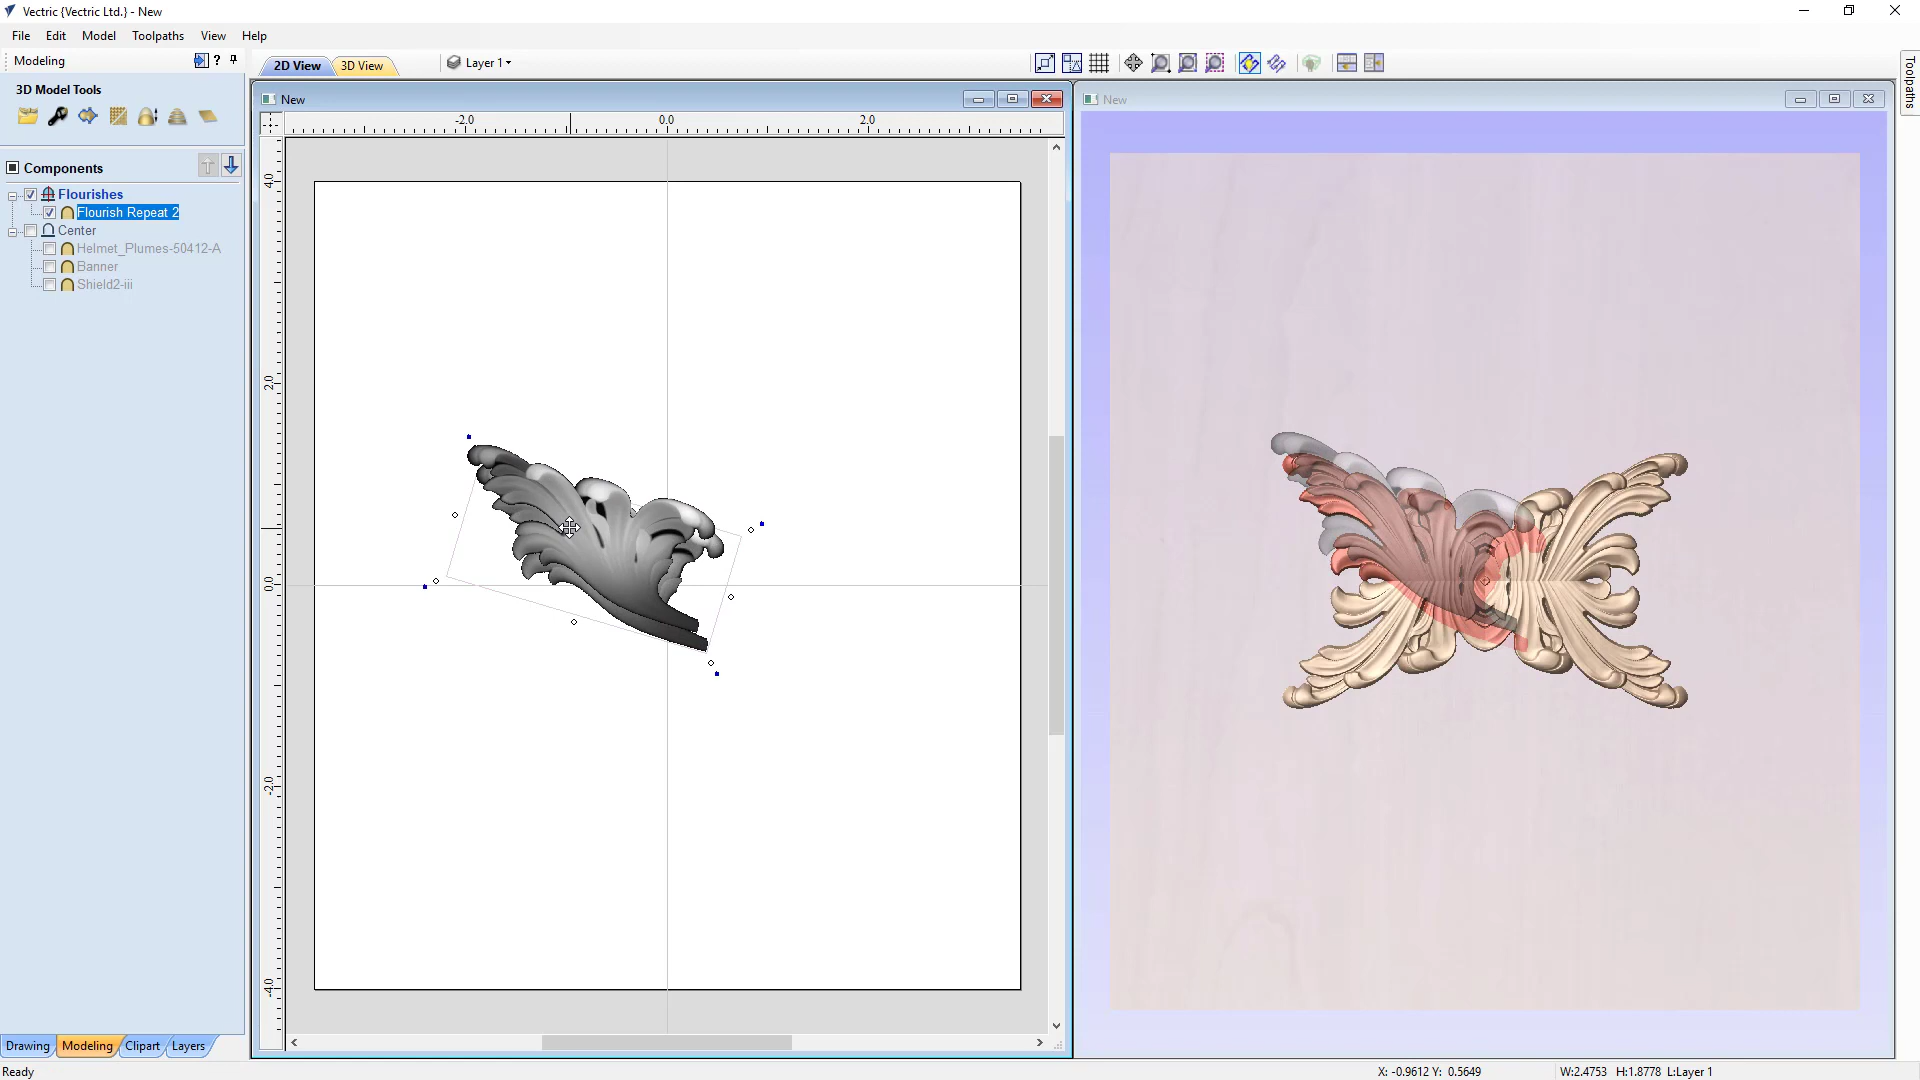 Vectric {Vectric Ltd.} - New
File Edit Model Toolpaths View Help
Modeling ?
2D View 3D View Layer 1
3D Model Tools
New
New
Toolpaths
-2.0 0.0 2.0
Components
Flourishes
Flourish Repeat 2
Center
Helmet_Plumes-50412-A
Banner
Shield2-iii
4.0
2.0
0.0
-2.0
-4.0
Drawing Modeling Clipart Layers
Ready
X: -0.9612 Y: 0.5649
W:2.4753 H:1.8778 L:Layer 1